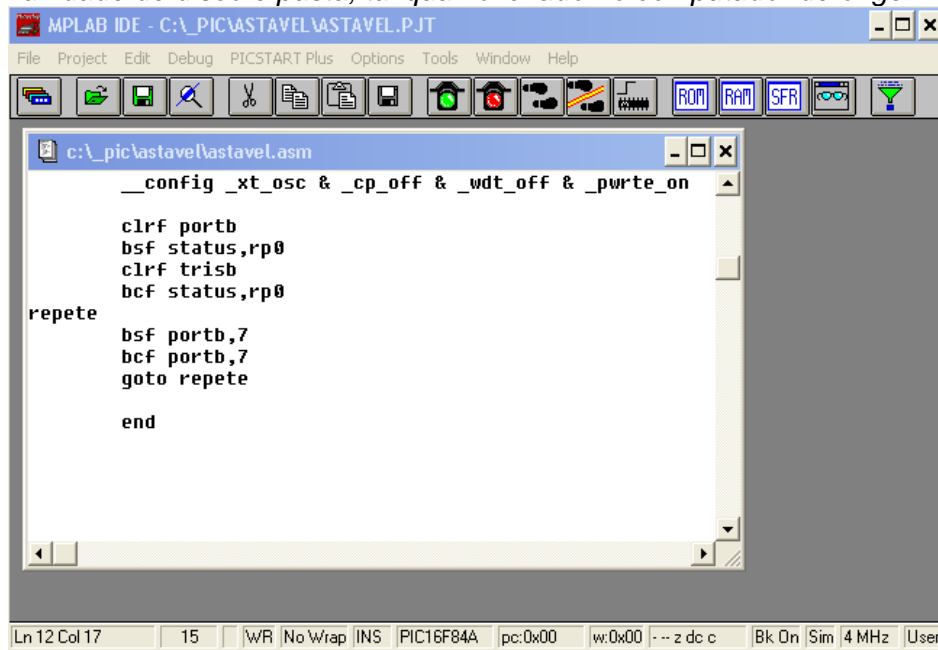 MPLAB IDE - C:\_PIC\ASTAVEL\ASTAVEL.PJT
File Project Edit Debug PICSTART Plus Options Tools Window Help
ROM RAM SFR
c:\_pic\astavel\astavel.asm
__config _xt_osc & _cp_off & _wdt_off & _pwrte_on
clrf portb
bsf status,rp0
clrf trisb
bcf status,rp0
repete
bsf portb,7
bcf portb,7
goto repete
end
Ln 12 Col 17 15 WR No Wrap INS PIC16F84A pc:0x00 w:0x00 - -- z dc c Bk On Sim 4 MHz User